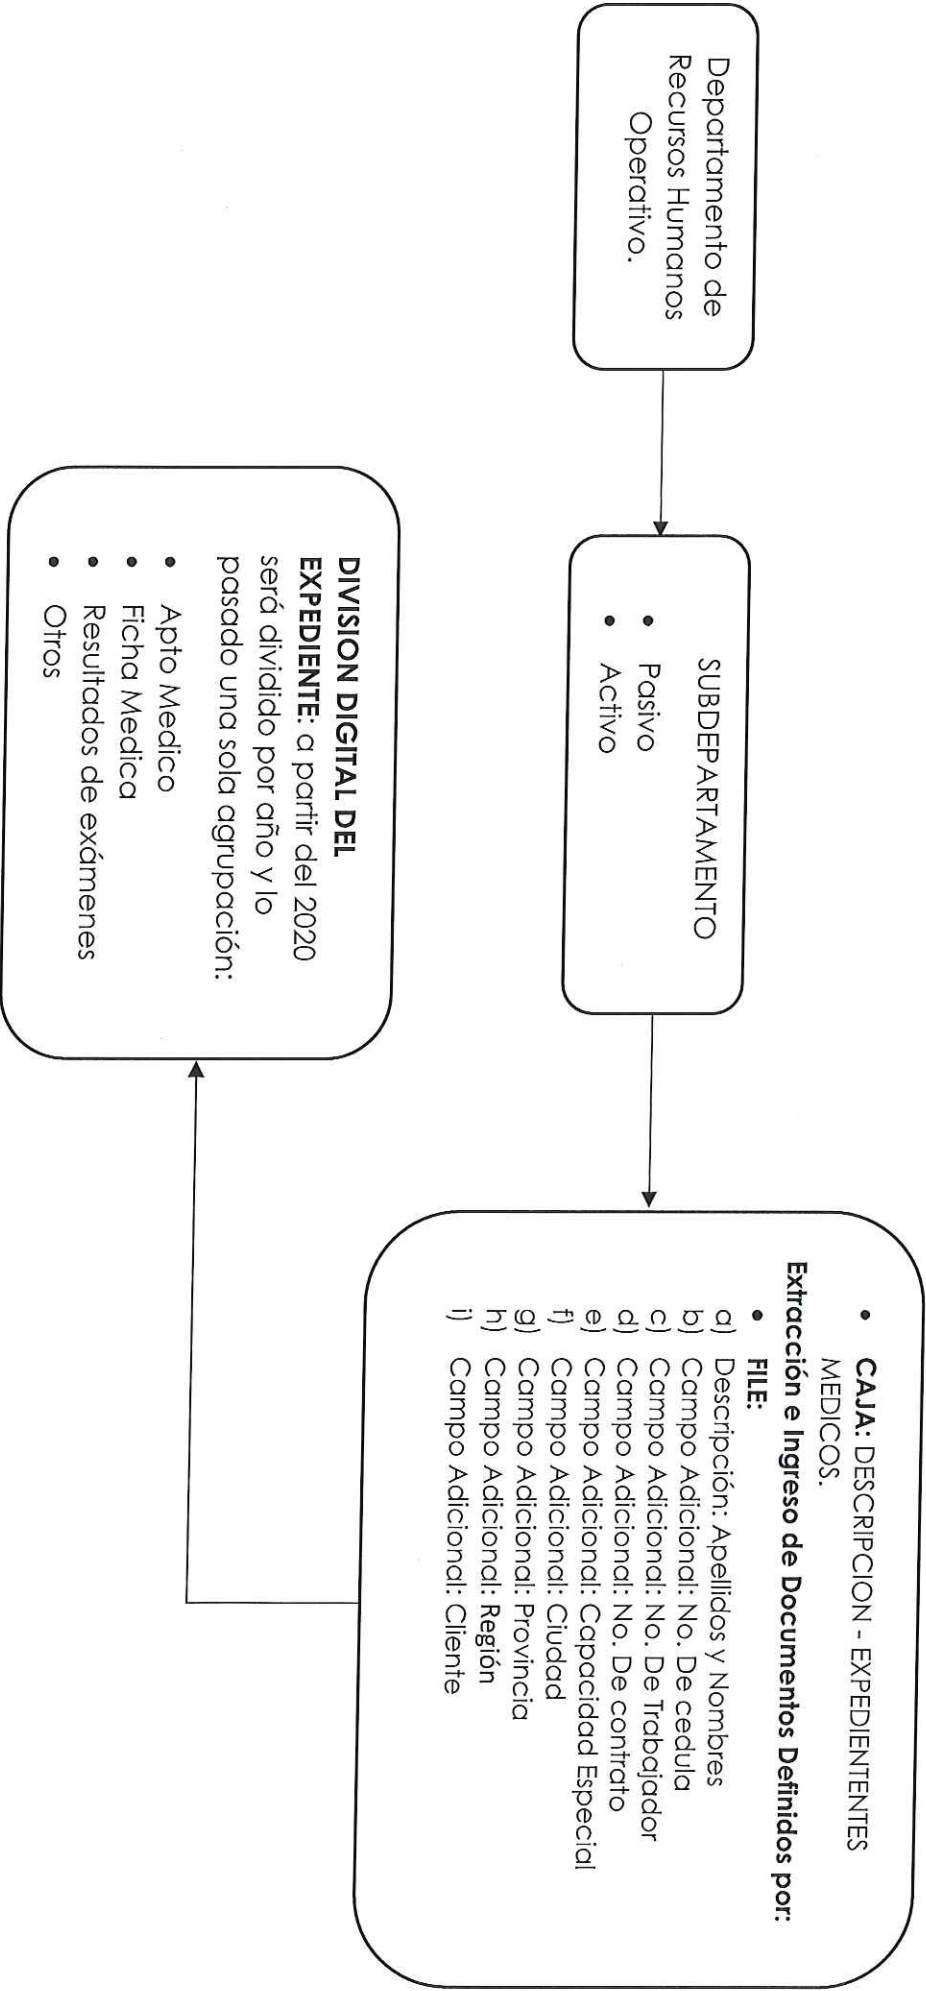 Departamento de
Recursos Humanos
Operativo.
SUBDEPARTAMENTO
• Pasivo
• Activo
• CAJA: DESCRIPCION - EXPEDIENTENTES
MEDICOS.
Extracción e Ingreso de Documentos Definidos por:
• FILE:
a) Descripción: Apellidos y Nombres
b) Campo Adicional: No. De cedula
c) Campo Adicional: No. De Trabajador
d) Campo Adicional: No. De contrato
e) Campo Adicional: Capacidad Especial
f) Campo Adicional: Ciudad
g) Campo Adicional: Provincia
h) Campo Adicional: Región
i) Campo Adicional: Cliente
DIVISION DIGITAL DEL
EXPEDIENTE: a partir del 2020
será dividido por año y lo
pasado una sola agrupación:
• Apto Medico
• Ficha Medica
• Resultados de exámenes
• Otros